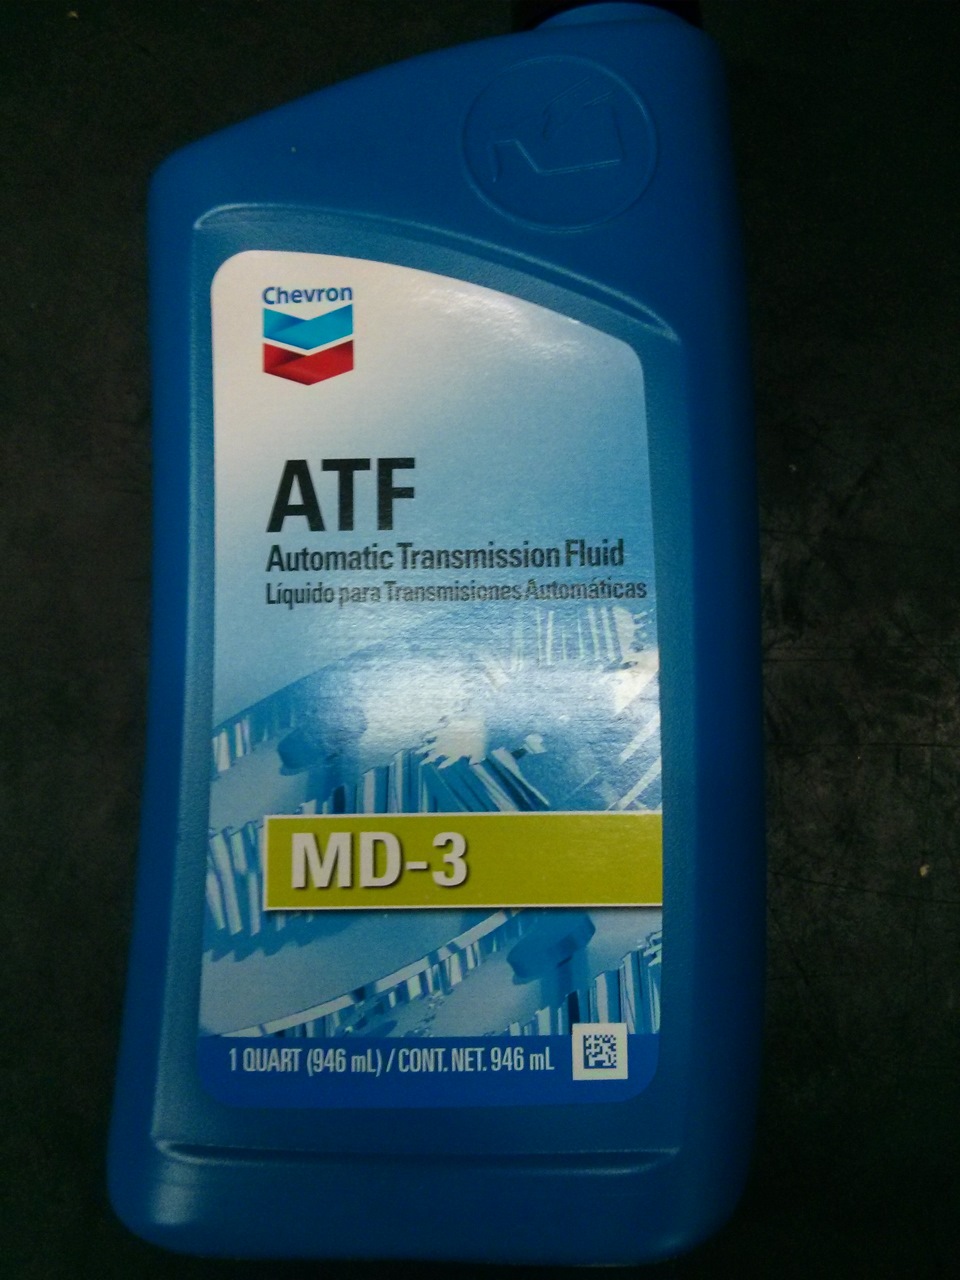 Chevron
ATF
Automatic Transmission Fluid
Líquido para Transmisiones Automáticas
MD-3
1 QUART (946 mL) / CONT. NET. 946 mL